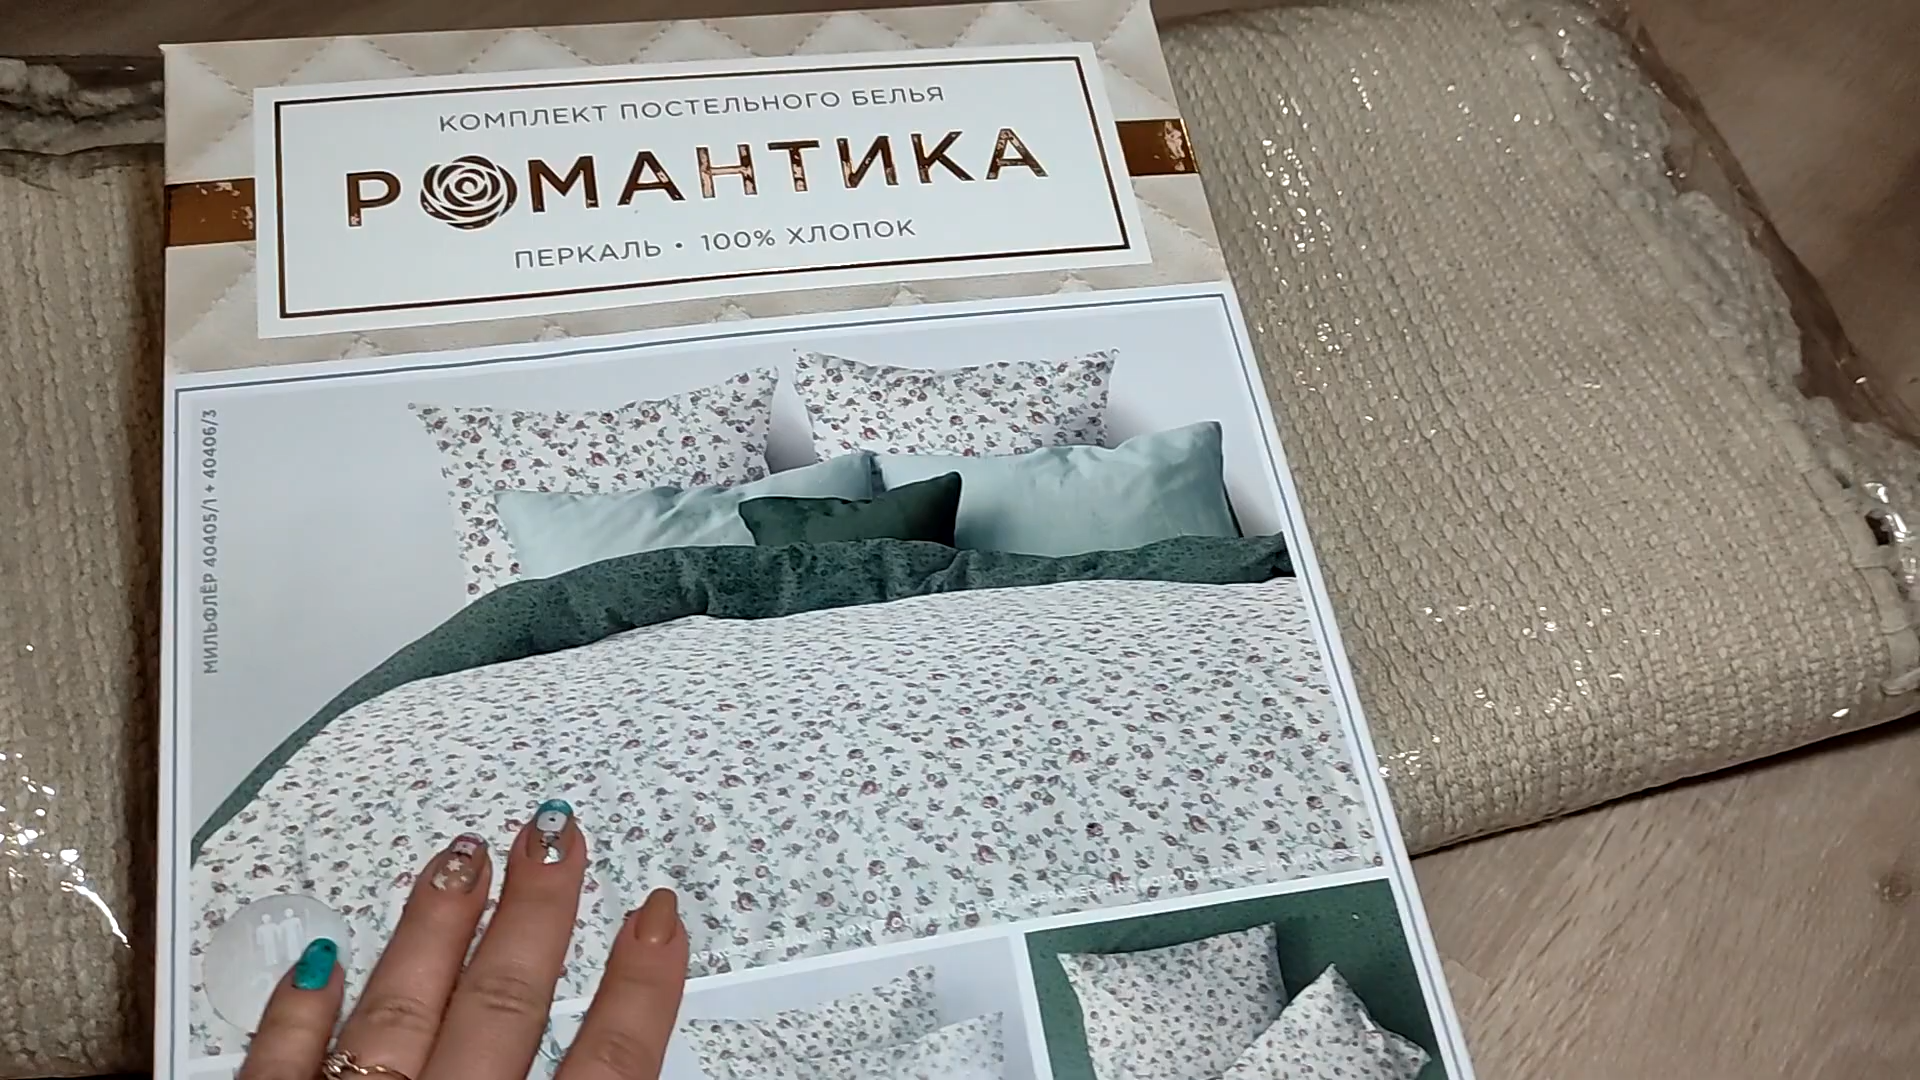 КОМПЛЕКТ ПОСТЕЛЬНОГО БЕЛЬЯ
РОМАНТИКА
ПЕРКАЛЬ • 100% ХЛОПОК
МИЛЬФЛЁР 40405/1 + 40406/3